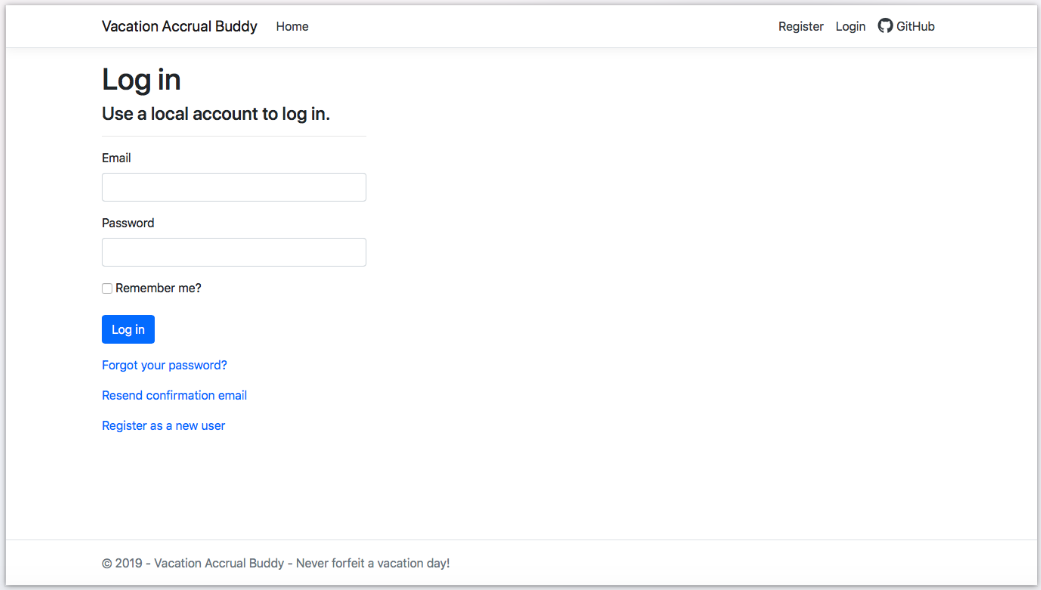 Vacation Accrual Buddy Home Register Login GitHub
Log in
Use a local account to log in.
Email
Password
Remember me?
Log in
Forgot your password?
Resend confirmation email
Register as a new user
© 2019 - Vacation Accrual Buddy - Never forfeit a vacation day!